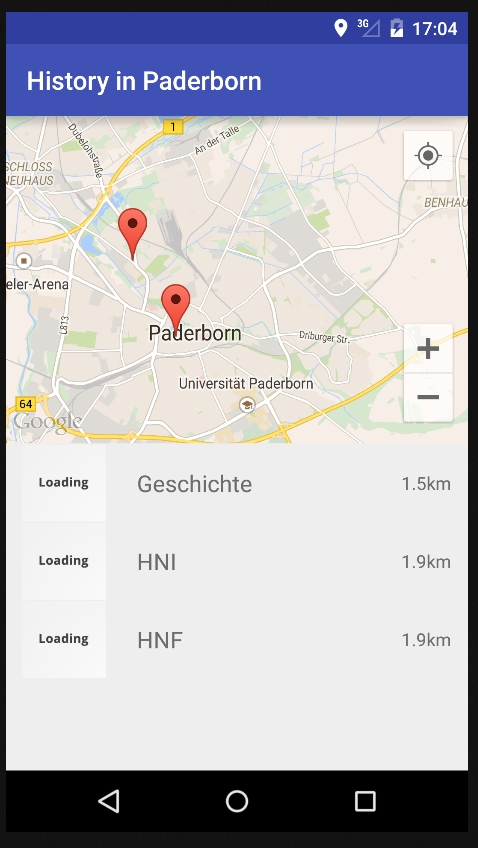 3G 17:04
History in Paderborn
1
Dubelohstraße
An der Talle
SCHLOSS
NEUHAUS
BENHAU
eler-Arena
L813
Paderborn
Driburger Str.
Universität Paderborn
64
Google
Loading Geschichte 1.5km
Loading HNI 1.9km
Loading HNF 1.9km